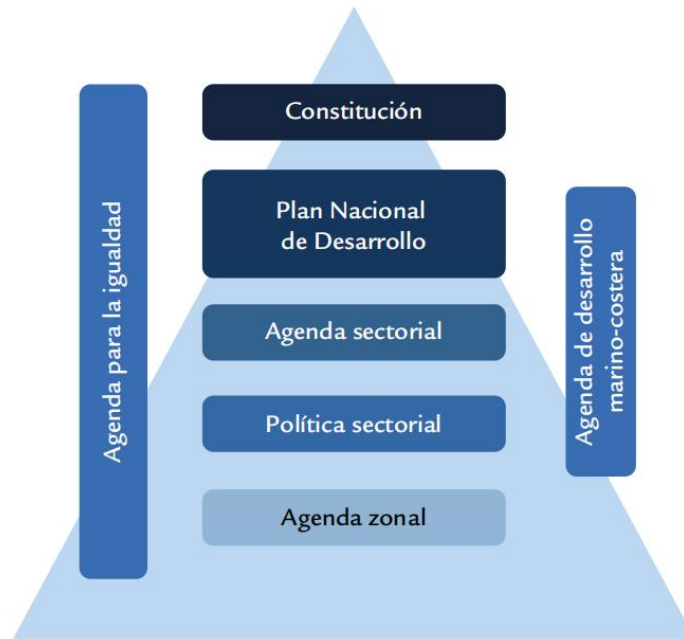 Constitución
Plan Nacional
de Desarrollo
Agenda sectorial
Política sectorial
Agenda zonal
Agenda para la igualdad
Agenda de desarrollo
marino-costera